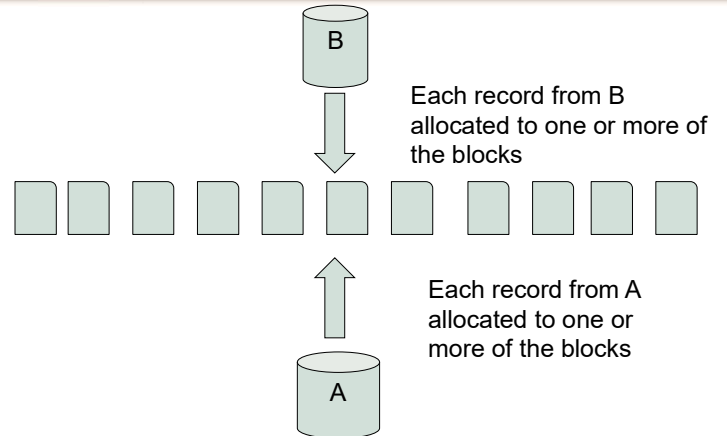 B
Each record from B
allocated to one or more of
the blocks
Each record from A
allocated to one or
more of the blocks
A